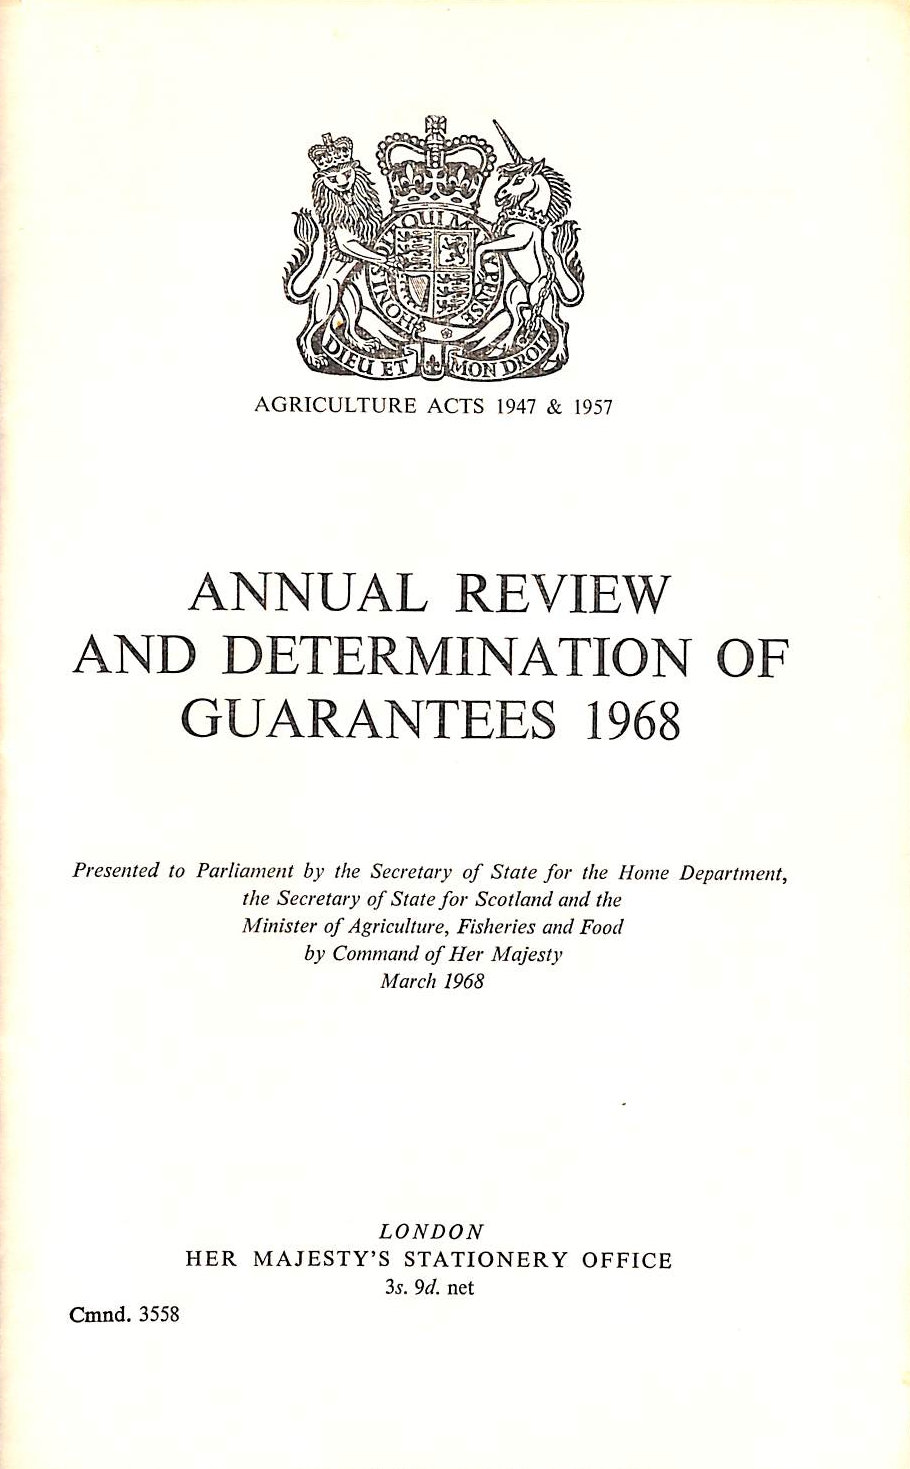 QUI M
Y PENSE
HONI S
DIEU ET MON DROIT
AGRICULTURE ACTS 1947 & 1957
ANNUAL REVIEW
AND DETERMINATION OF
GUARANTEES 1968
Presented to Parliament by the Secretary of State for the Home Department,
the Secretary of State for Scotland and the
Minister of Agriculture, Fisheries and Food
by Command of Her Majesty
March 1968
LONDON
HER MAJESTY'S STATIONERY OFFICE
3s. 9d. net
Cmnd. 3558